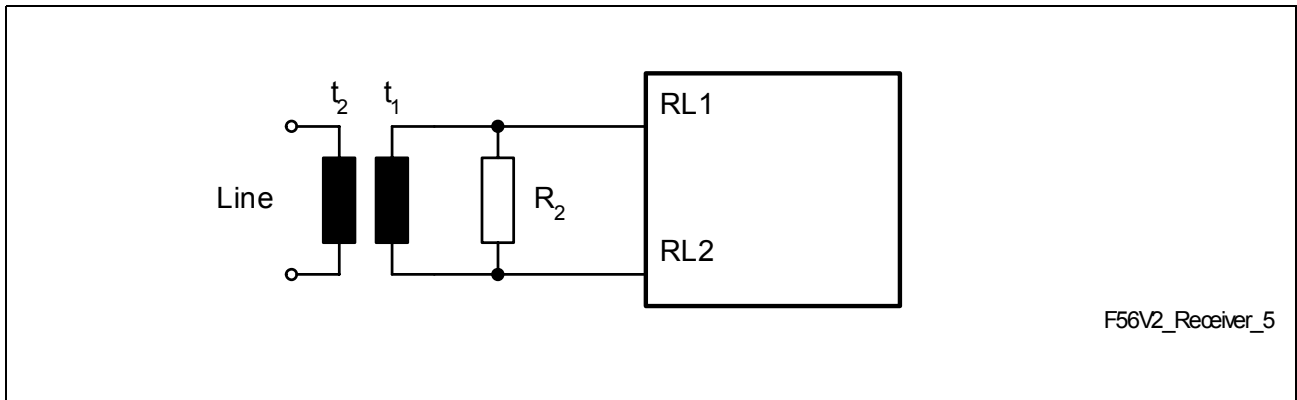 t2 t1
RL1
Line
R2
RL2
F56V2_Receiver_5